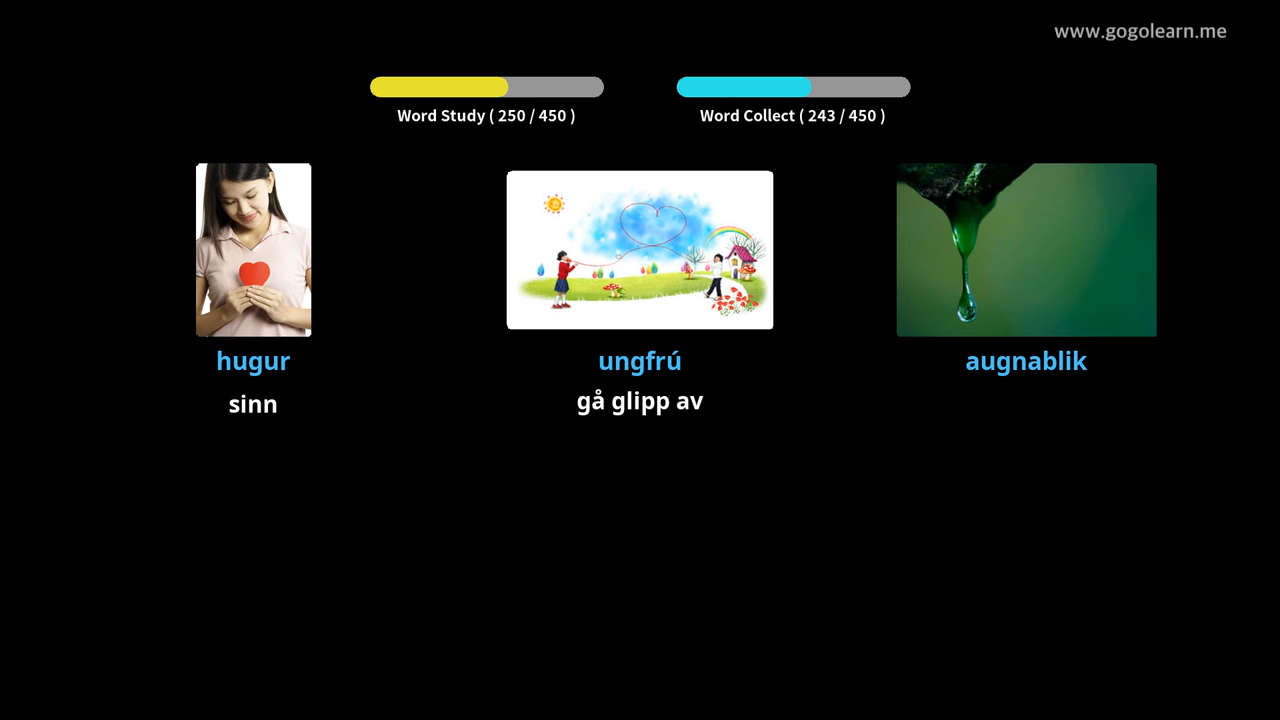 www.gogolearn.me
Word Study ( 250 / 450 )
Word Collect ( 243 / 450 )
hugur
ungfrú
augnablik
sinn
gå glipp av